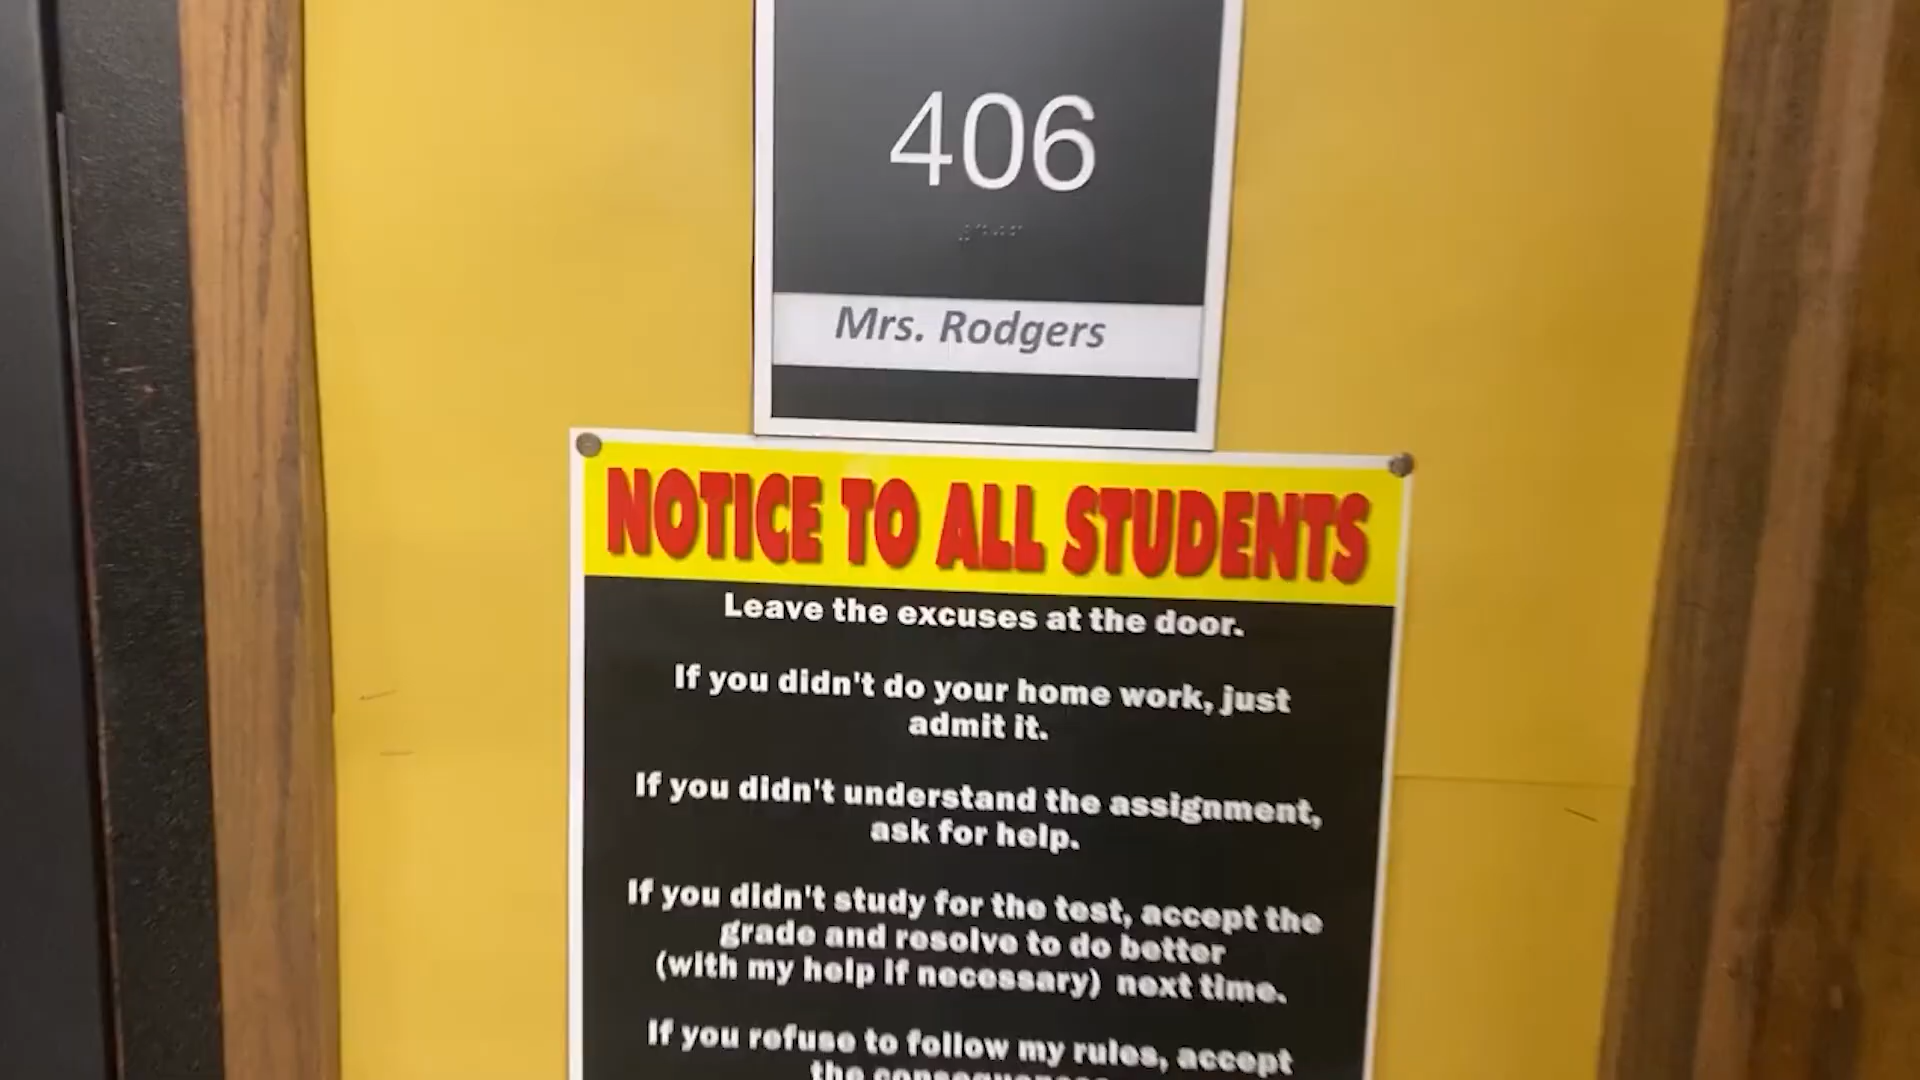 406
Mrs. Rodgers
NOTICE TO ALL STUDENTS
Leave the excuses at the door.
If you didn't do your home work, just
admit it.
If you didn't understand the assignment,
ask for help.
If you didn't study for the test, accept the
grade and resolve to do better
(with my help if necessary) next time.
If you refuse to follow my rules, accept
the